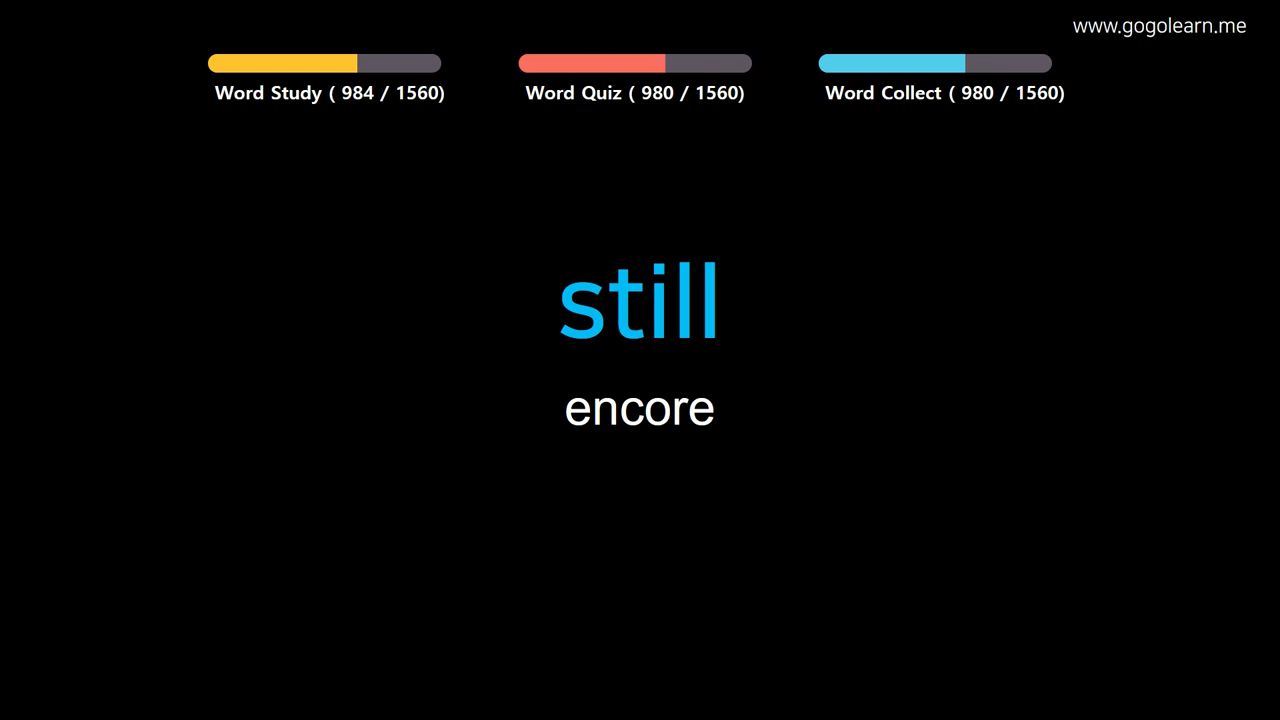 www.gogolearn.me
Word Study ( 984 / 1560)
Word Quiz ( 980 / 1560)
Word Collect ( 980 / 1560)
still
encore